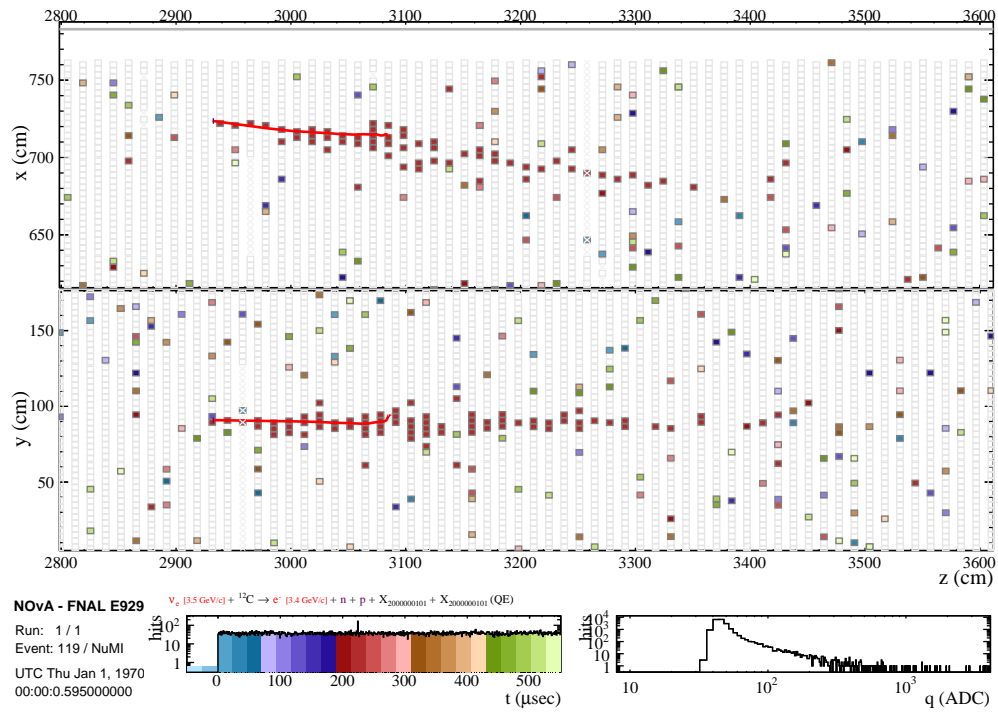 2800 2900 3000 3100 3200 3300 3400 3500 3600
750
700
650
x (cm)
150
100
50
y (cm)
2800 2900 3000 3100 3200 3300 3400 3500 3600
z (cm)
NOvA - FNAL E929
Run: 1 / 1
Event: 119 / NuMI
UTC Thu Jan 1, 1970
00:00:0.595000000
νe [3.5 GeV/c] + 12C → e- [3.4 GeV/c] + n + p + X2000000101 + X2000000101 (QE)
hits
10²
10
1
0 100 200 300 400 500
t (μsec)
hits
10⁴
10³
10²
10
1
10 10² 10³
q (ADC)